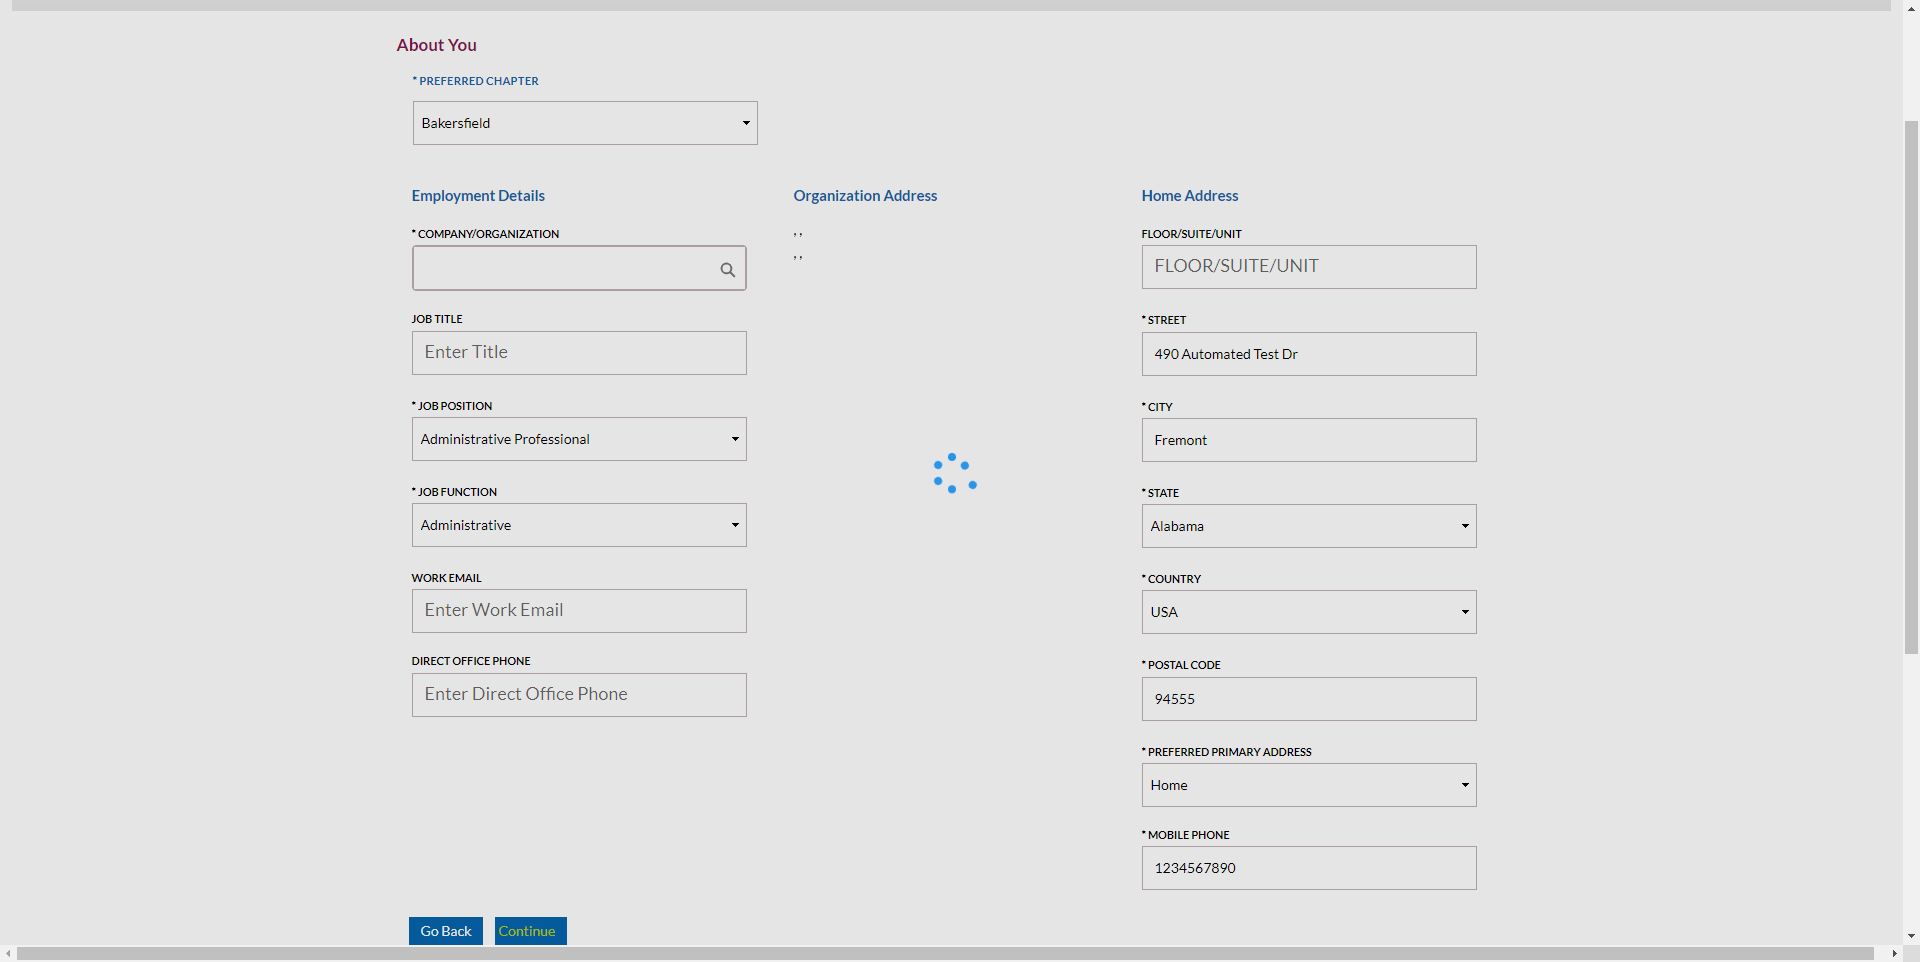 About You
* PREFERRED CHAPTER
Bakersfield
Employment Details
* COMPANY/ORGANIZATION
JOB TITLE
Enter Title
* JOB POSITION
Administrative Professional
* JOB FUNCTION
Administrative
WORK EMAIL
Enter Work Email
DIRECT OFFICE PHONE
Enter Direct Office Phone
Organization Address
, ,
, ,
Home Address
FLOOR/SUITE/UNIT
FLOOR/SUITE/UNIT
* STREET
490 Automated Test Dr
* CITY
Fremont
* STATE
Alabama
* COUNTRY
USA
* POSTAL CODE
94555
* PREFERRED PRIMARY ADDRESS
Home
* MOBILE PHONE
1234567890
Go Back
Continue